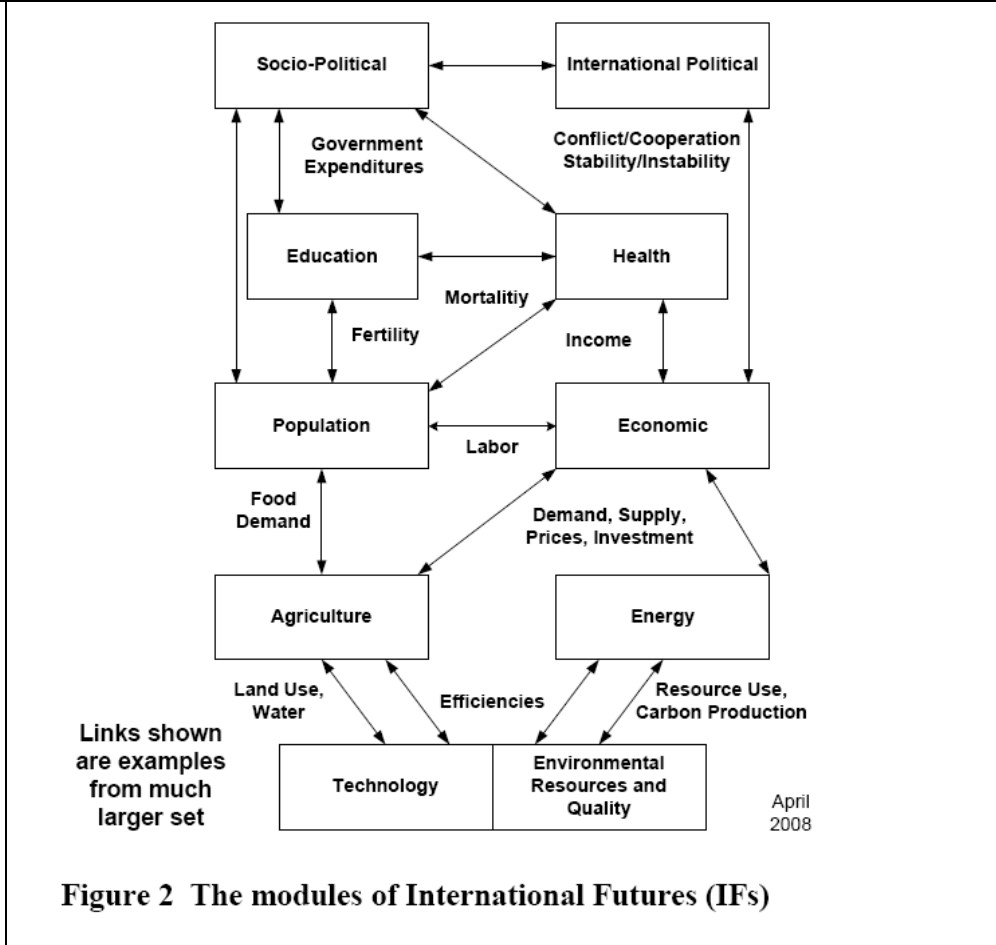 Socio-Political
International Political
Government
Expenditures
Conflict/Cooperation
Stability/Instability
Education
Health
Mortalitiy
Fertility
Income
Population
Economic
Labor
Food
Demand
Demand, Supply,
Prices, Investment
Agriculture
Energy
Land Use,
Water
Efficiencies
Resource Use,
Carbon Production
Links shown
are examples
from much
larger set
Technology
Environmental
Resources and
Quality
April
2008
Figure 2 The modules of International Futures (IFs)